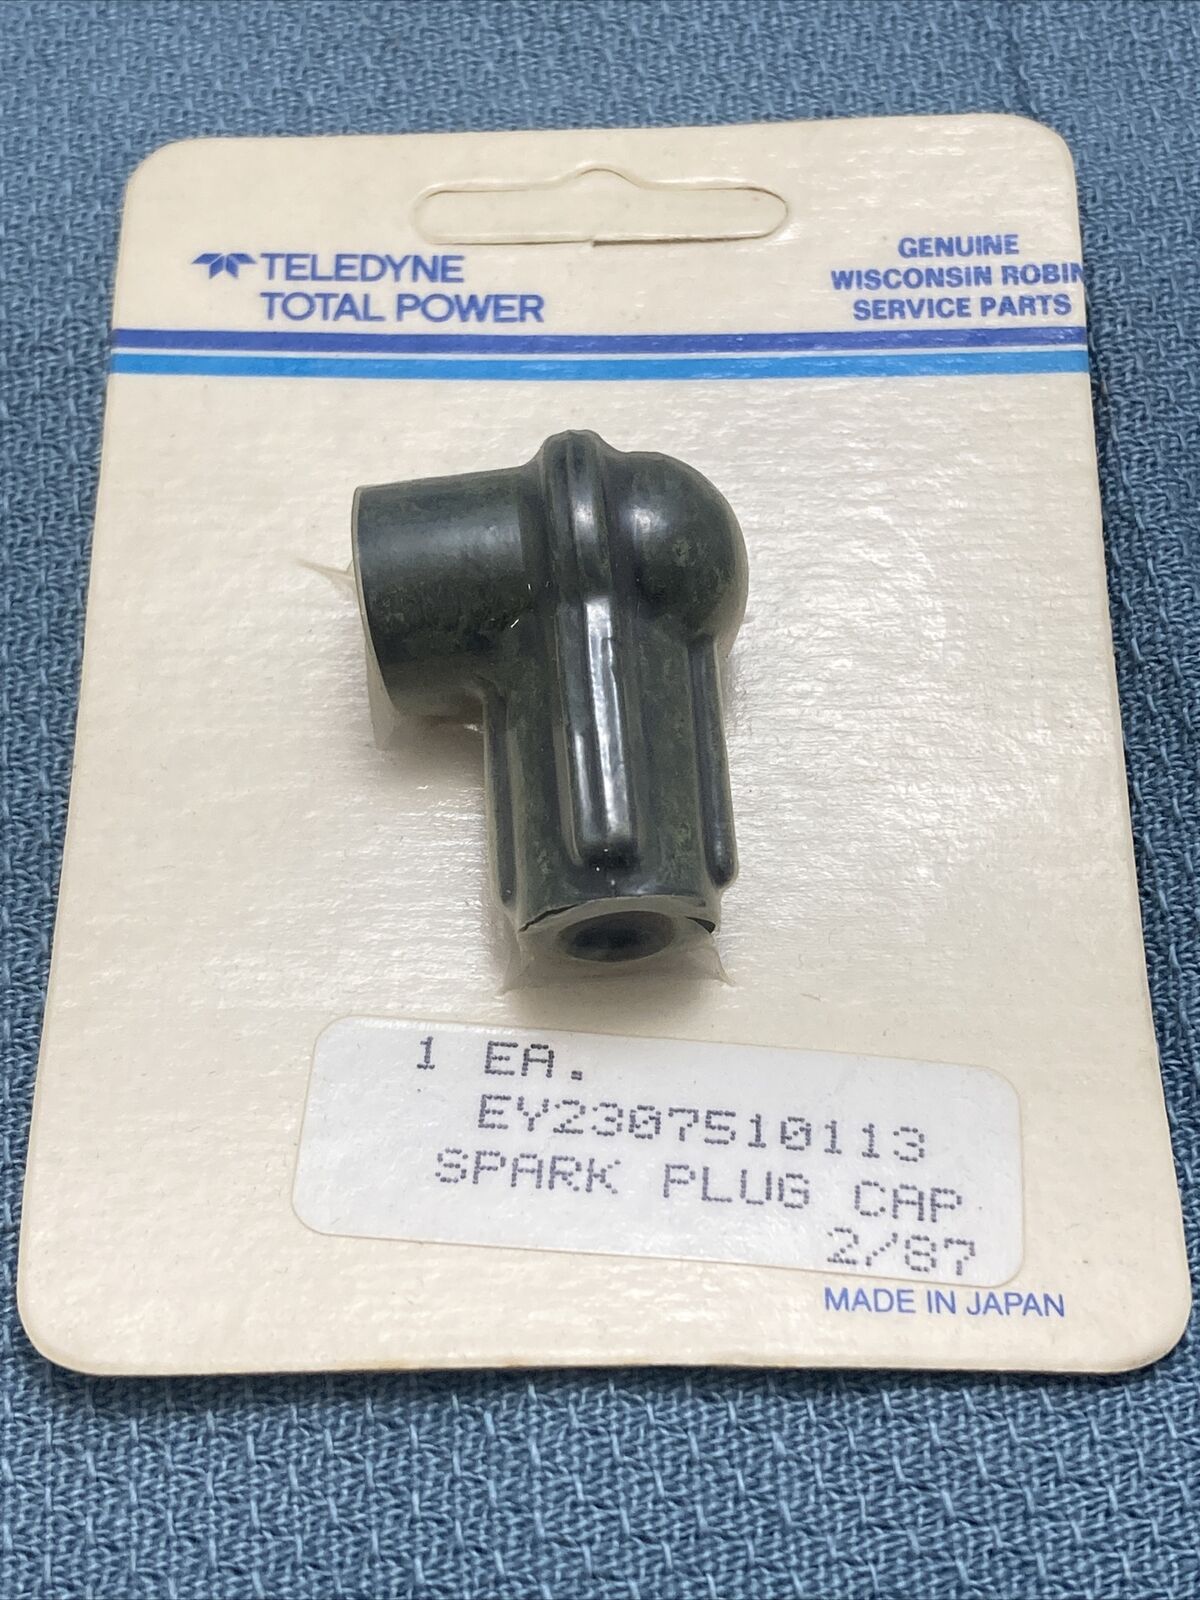 TELEDYNE
TOTAL POWER
GENUINE
WISCONSIN ROBIN
SERVICE PARTS
1 EA.
EY2307510113
SPARK PLUG CAP
2/87
MADE IN JAPAN